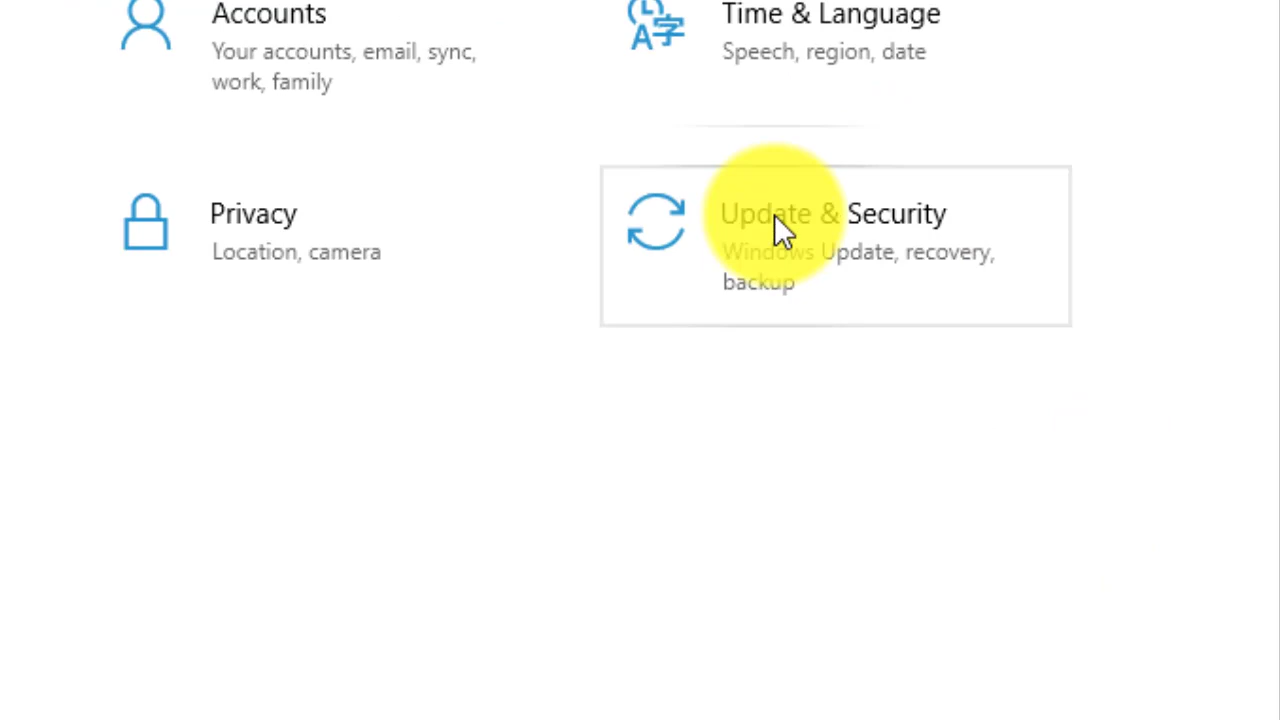 Accounts
Your accounts, email, sync,
work, family
Time & Language
Speech, region, date
Privacy
Location, camera
Update & Security
Windows Update, recovery,
backup